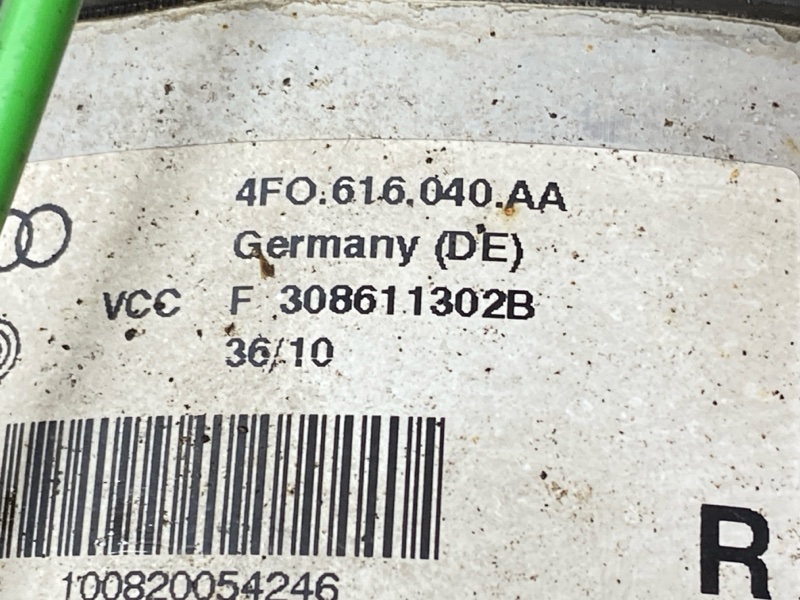 4F0.616.040.AA
Germany (DE)
VCC F 308611302B
36/10
100820054246
R